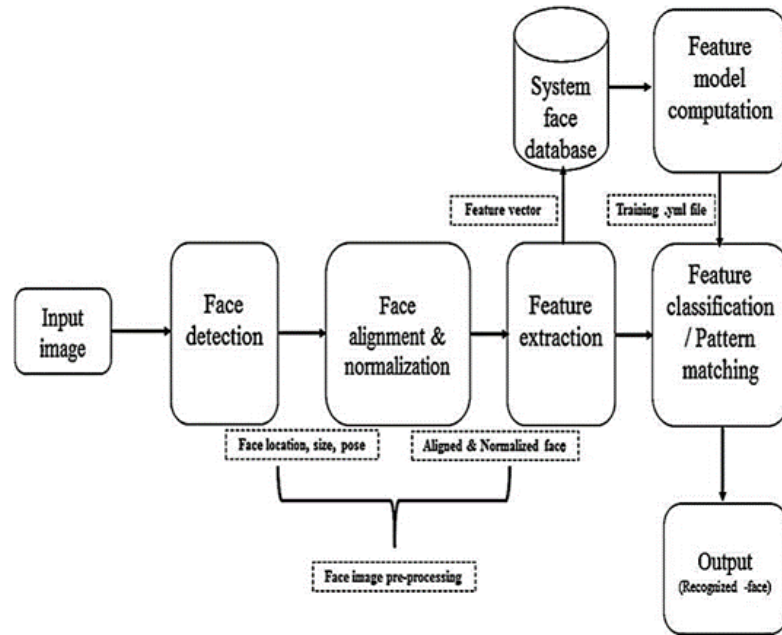 System
face
database
Feature
model
computation
Feature vector
Training .yml file
Input
image
Face
detection
Face
alignment &
normalization
Feature
extraction
Feature
classification
/ Pattern
matching
Face location, size, pose
Aligned & Normalized face
Face image pre-processing
Output
(Recognized -face)